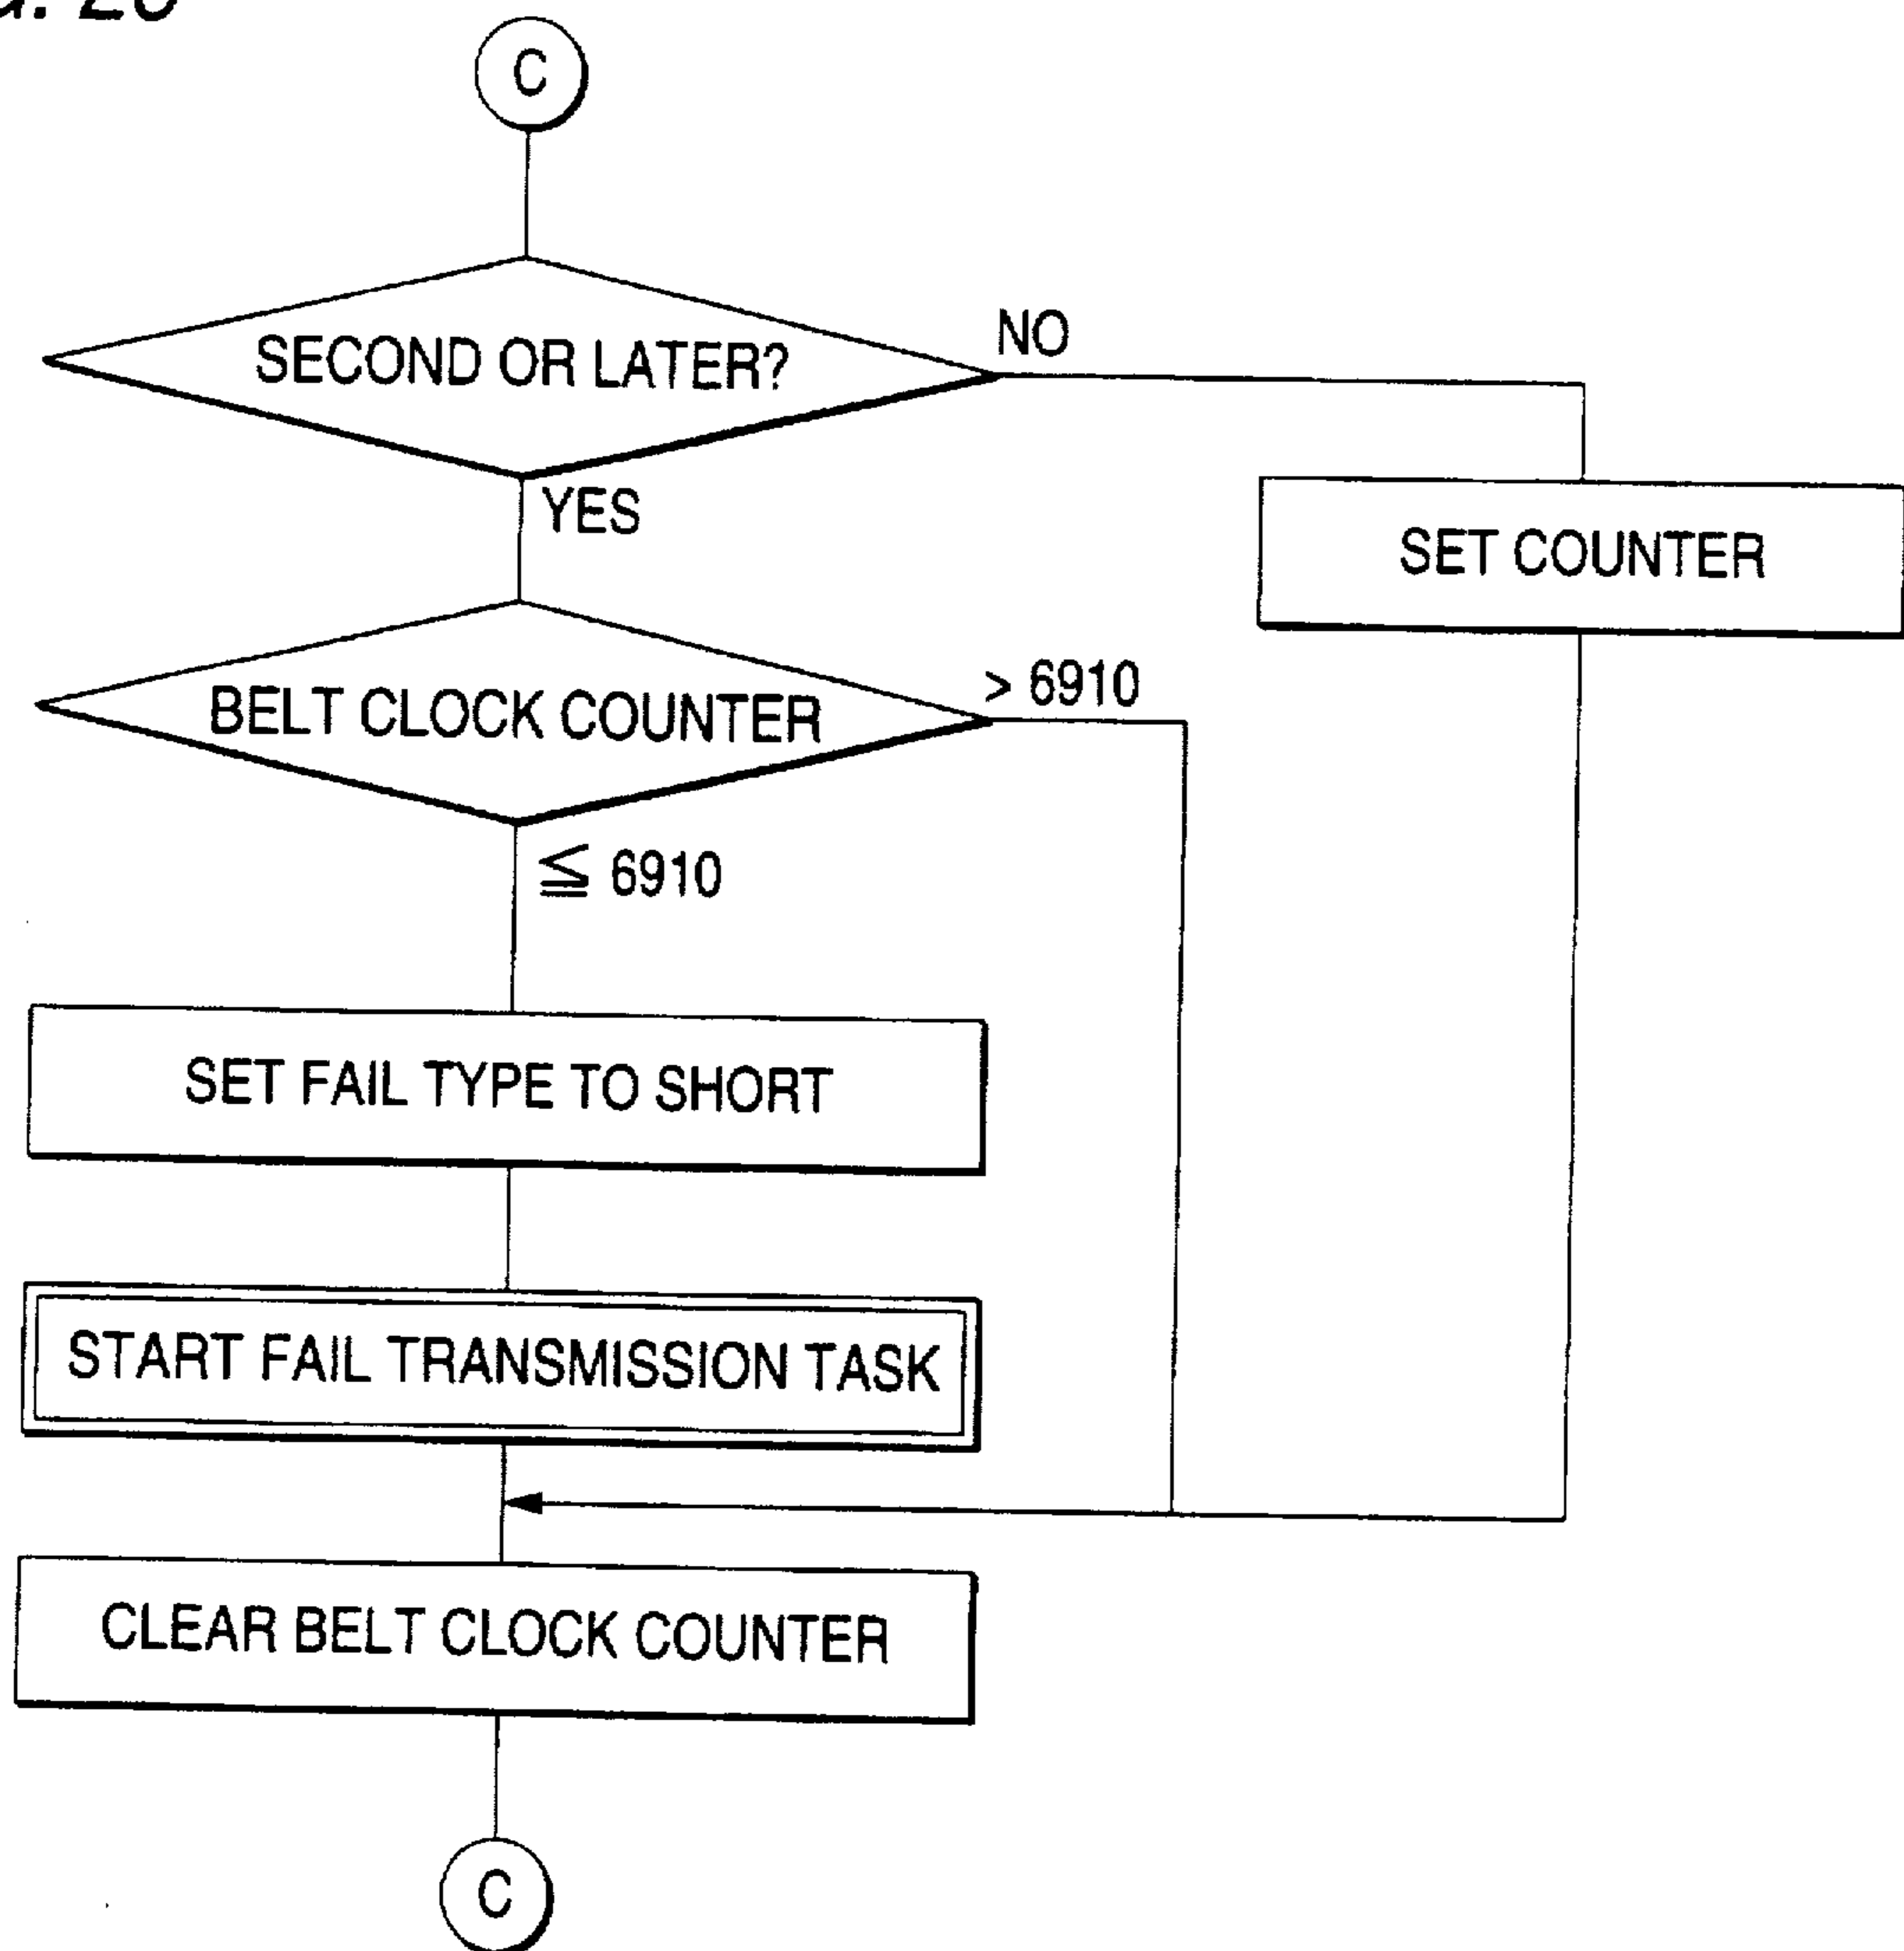 C
SECOND OR LATER?
NO
YES
SET COUNTER
BELT CLOCK COUNTER
> 6910
≦ 6910
SET FAIL TYPE TO SHORT
START FAIL TRANSMISSION TASK
CLEAR BELT CLOCK COUNTER
C